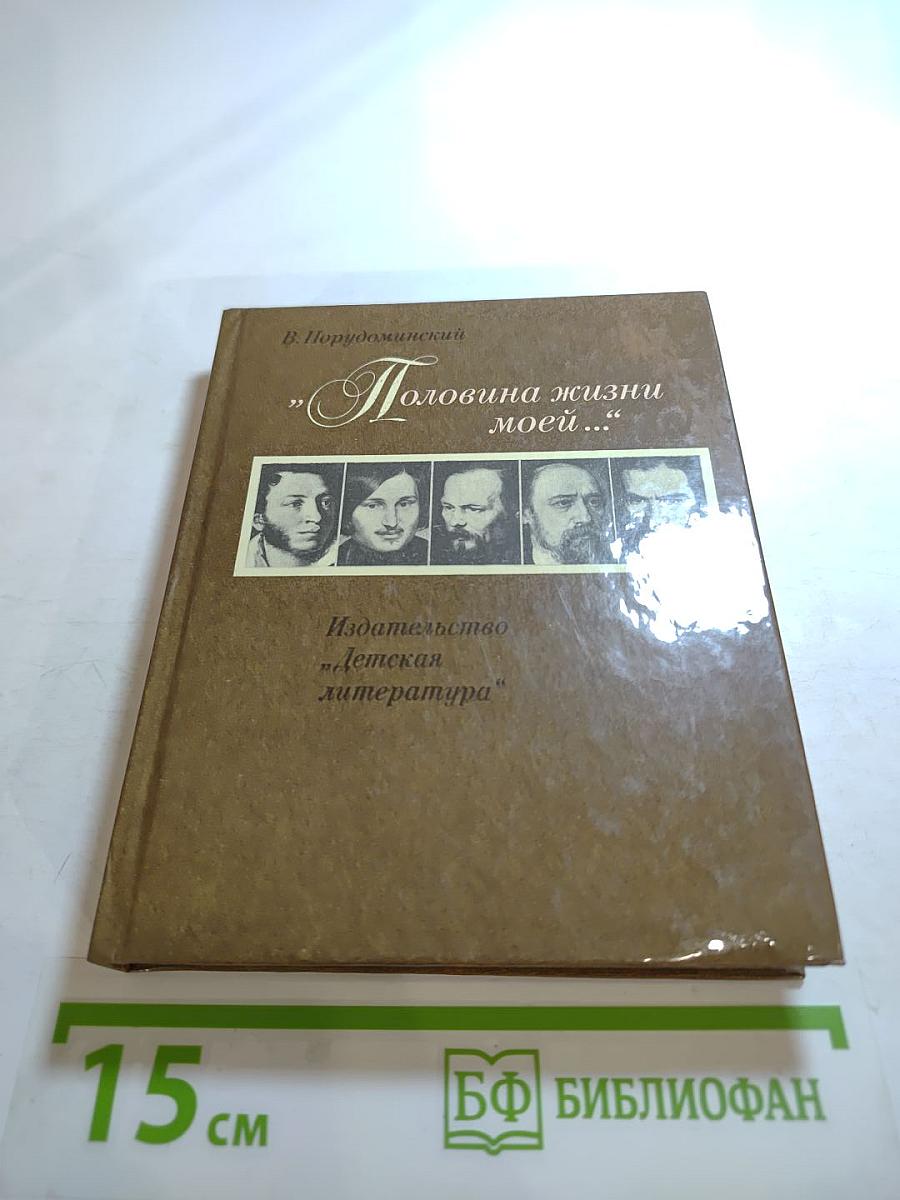 В. Порудоминский
„Половина жизни
моей..."
Издательство
„Детская
литература"
15 см
БФ БИБЛИОФАН